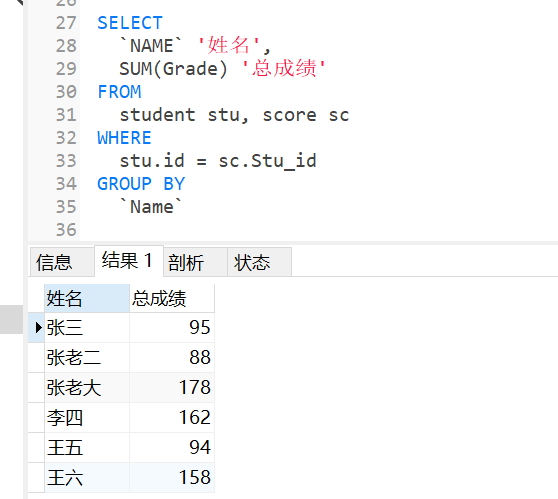 26
27 SELECT
28 `NAME` '姓名',
29 SUM(Grade) '总成绩'
30 FROM
31 student stu, score sc
32 WHERE
33 stu.id = sc.Stu_id
34 GROUP BY
35 `Name`
36
信息 结果 1 剖析 状态
姓名 总成绩
张三 95
张老二 88
张老大 178
李四 162
王五 94
王六 158